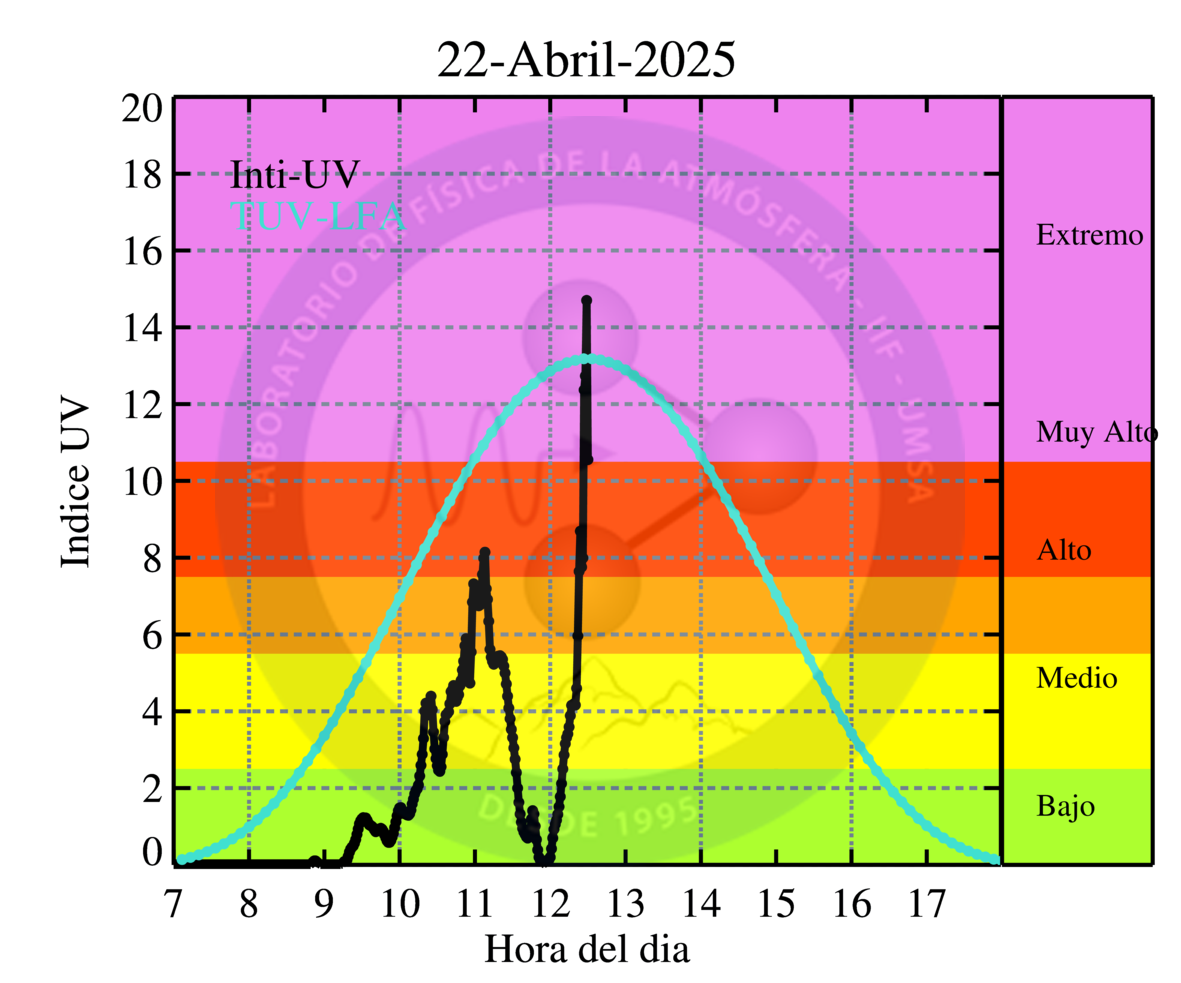 22-Abril-2025
Inti-UV
TUV-LFA
LABORATORIO DE FÍSICA DE LA ATMÓSFERA - IIF - UMSA
DESDE 1995
Indice UV
20
18
16
14
12
10
8
6
4
2
0
Extremo
Muy Alto
Alto
Medio
Bajo
7 8 9 10 11 12 13 14 15 16 17
Hora del dia